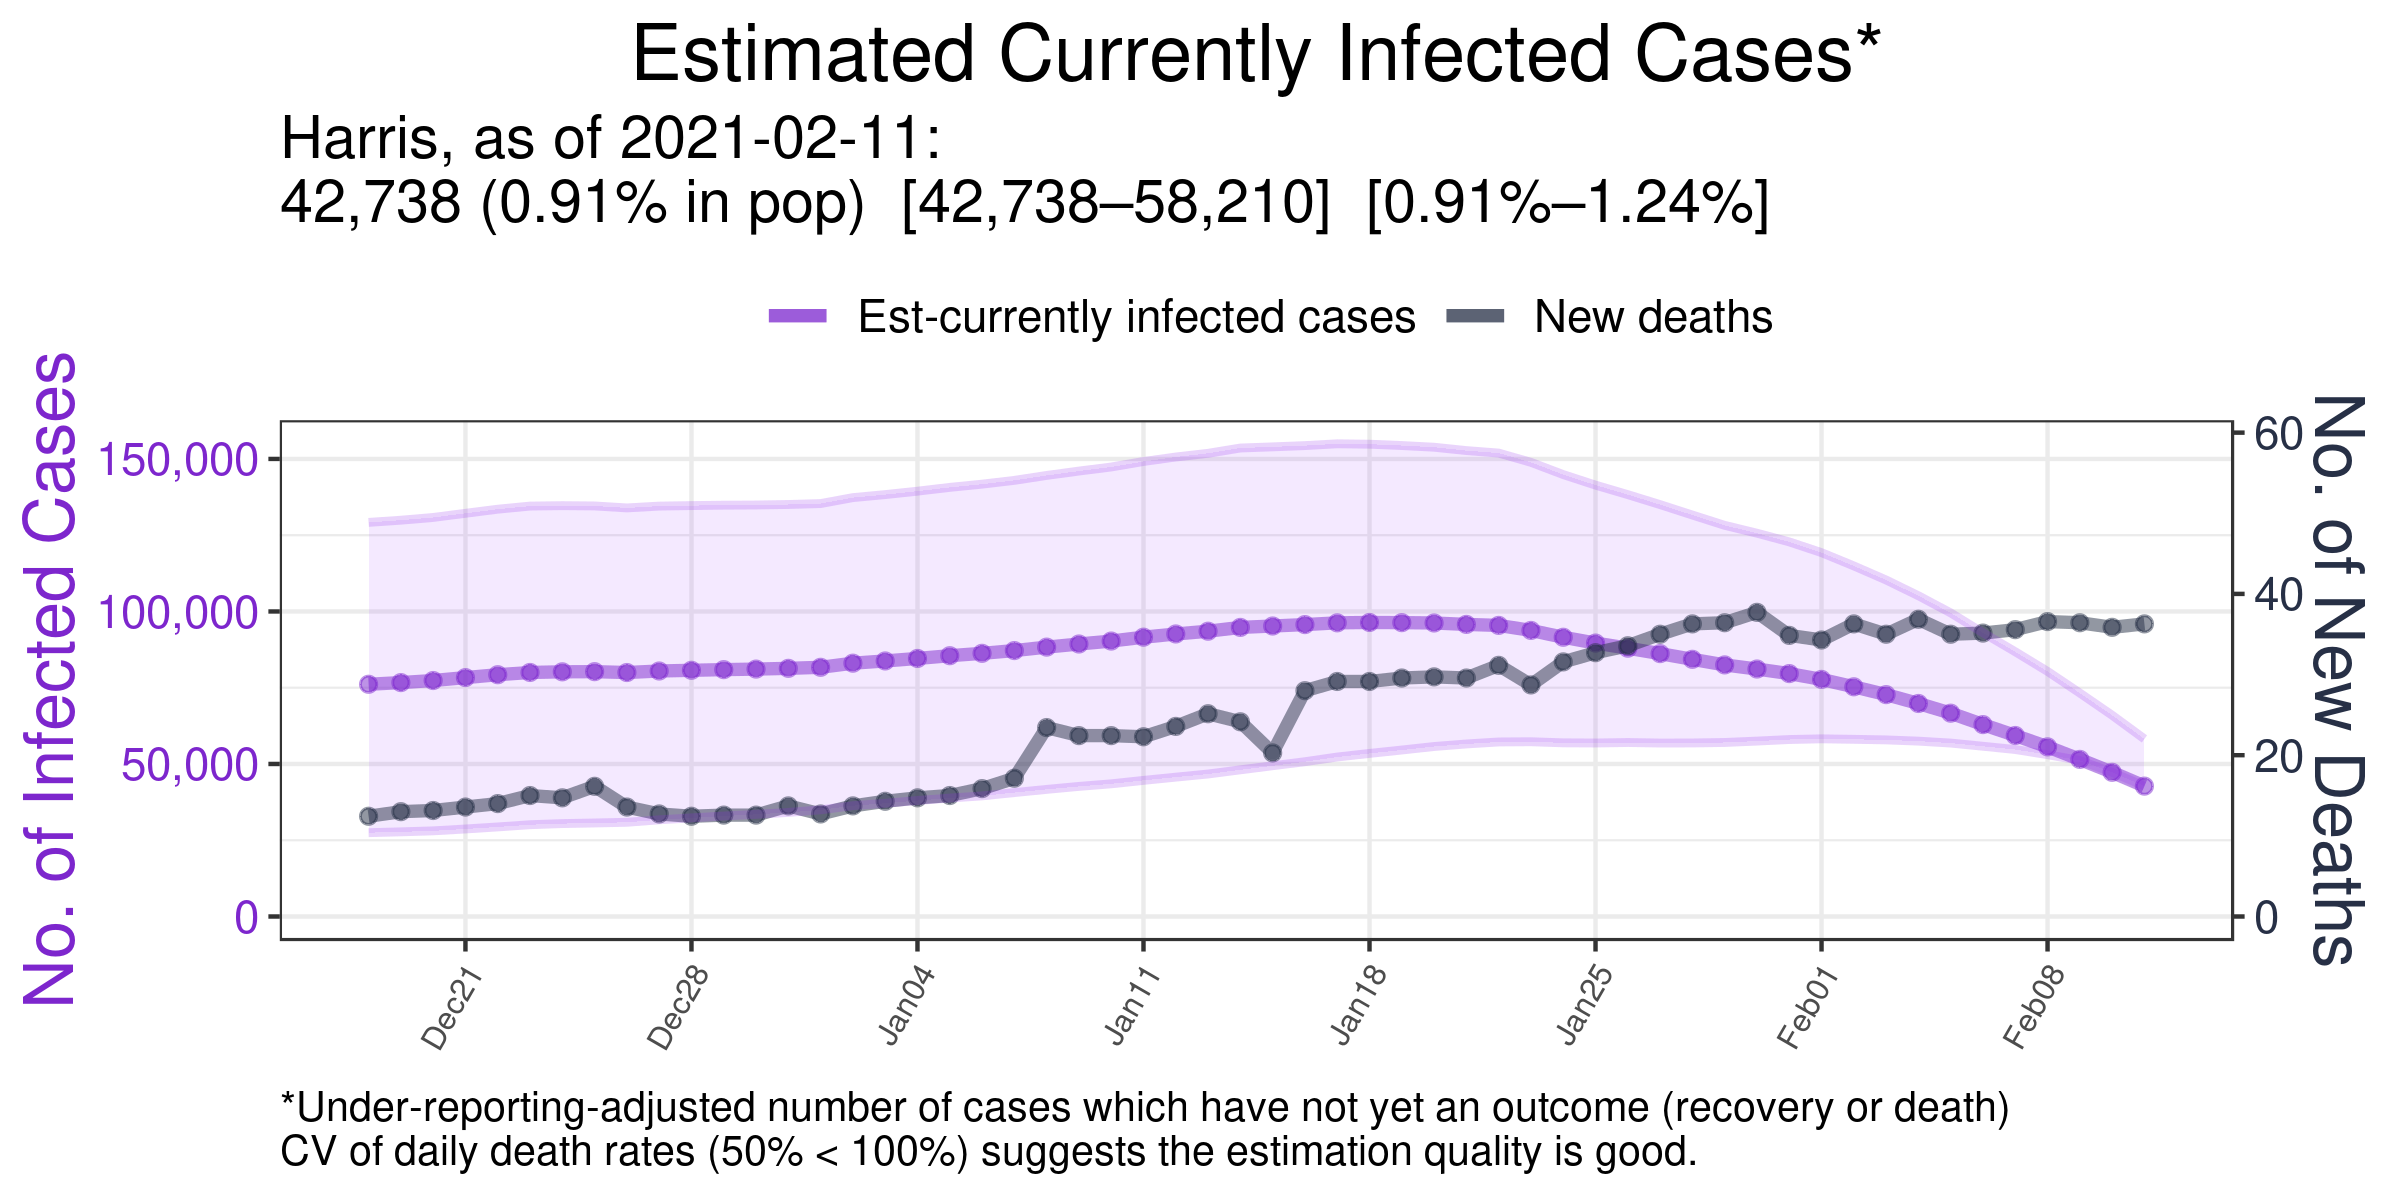 Estimated Currently Infected Cases*
Harris, as of 2021-02-11:
42,738 (0.91% in pop)  [42,738–58,210]  [0.91%–1.24%]
Est-currently infected cases
New deaths
No. of Infected Cases
150,000
100,000
50,000
0
60
40
20
0
No. of New Deaths
Dec21
Dec28
Jan04
Jan11
Jan18
Jan25
Feb01
Feb08
*Under-reporting-adjusted number of cases which have not yet an outcome (recovery or death)
CV of daily death rates (50% < 100%) suggests the estimation quality is good.